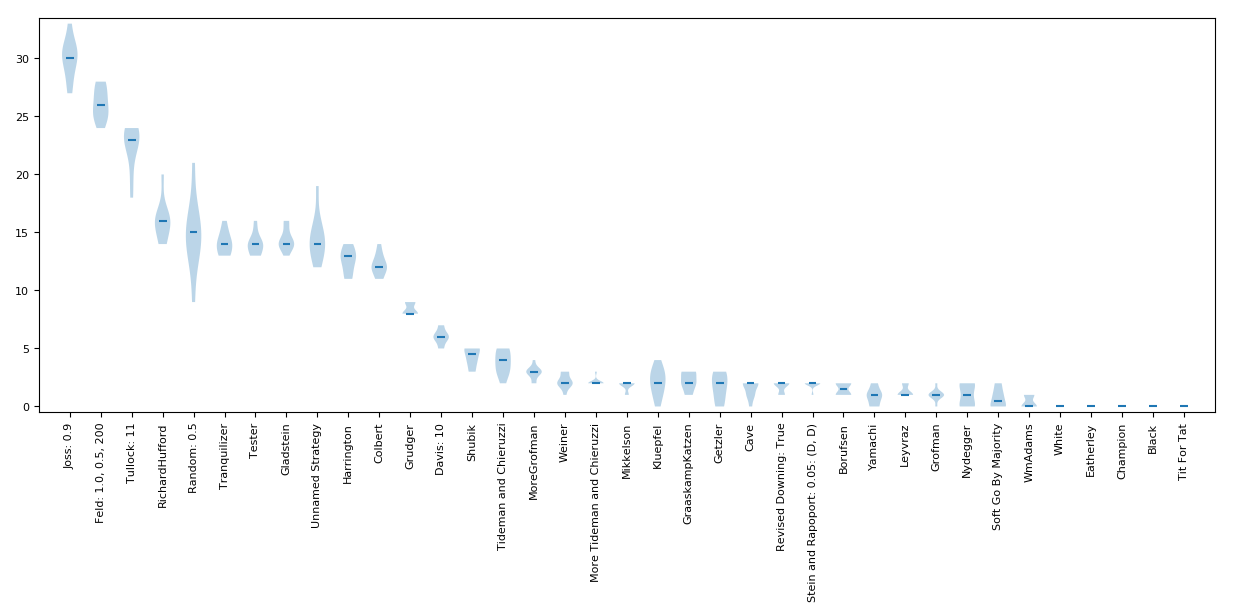 30
25
20
15
10
5
0
Joss: 0.9
Feld: 1.0, 0.5, 200
Tullock: 11
RichardHufford
Random: 0.5
Tranquilizer
Tester
Gladstein
Unnamed Strategy
Harrington
Colbert
Grudger
Davis: 10
Shubik
Tideman and Chieruzzi
MoreGrofman
Weiner
More Tideman and Chieruzzi
Mikkelson
Kluepfel
GraaskampKatzen
Getzler
Cave
Revised Downing: True
Stein and Rapoport: 0.05: (D, D)
Borufsen
Yamachi
Leyvraz
Grofman
Nydegger
Soft Go By Majority
WmAdams
White
Eatherley
Champion
Black
Tit For Tat